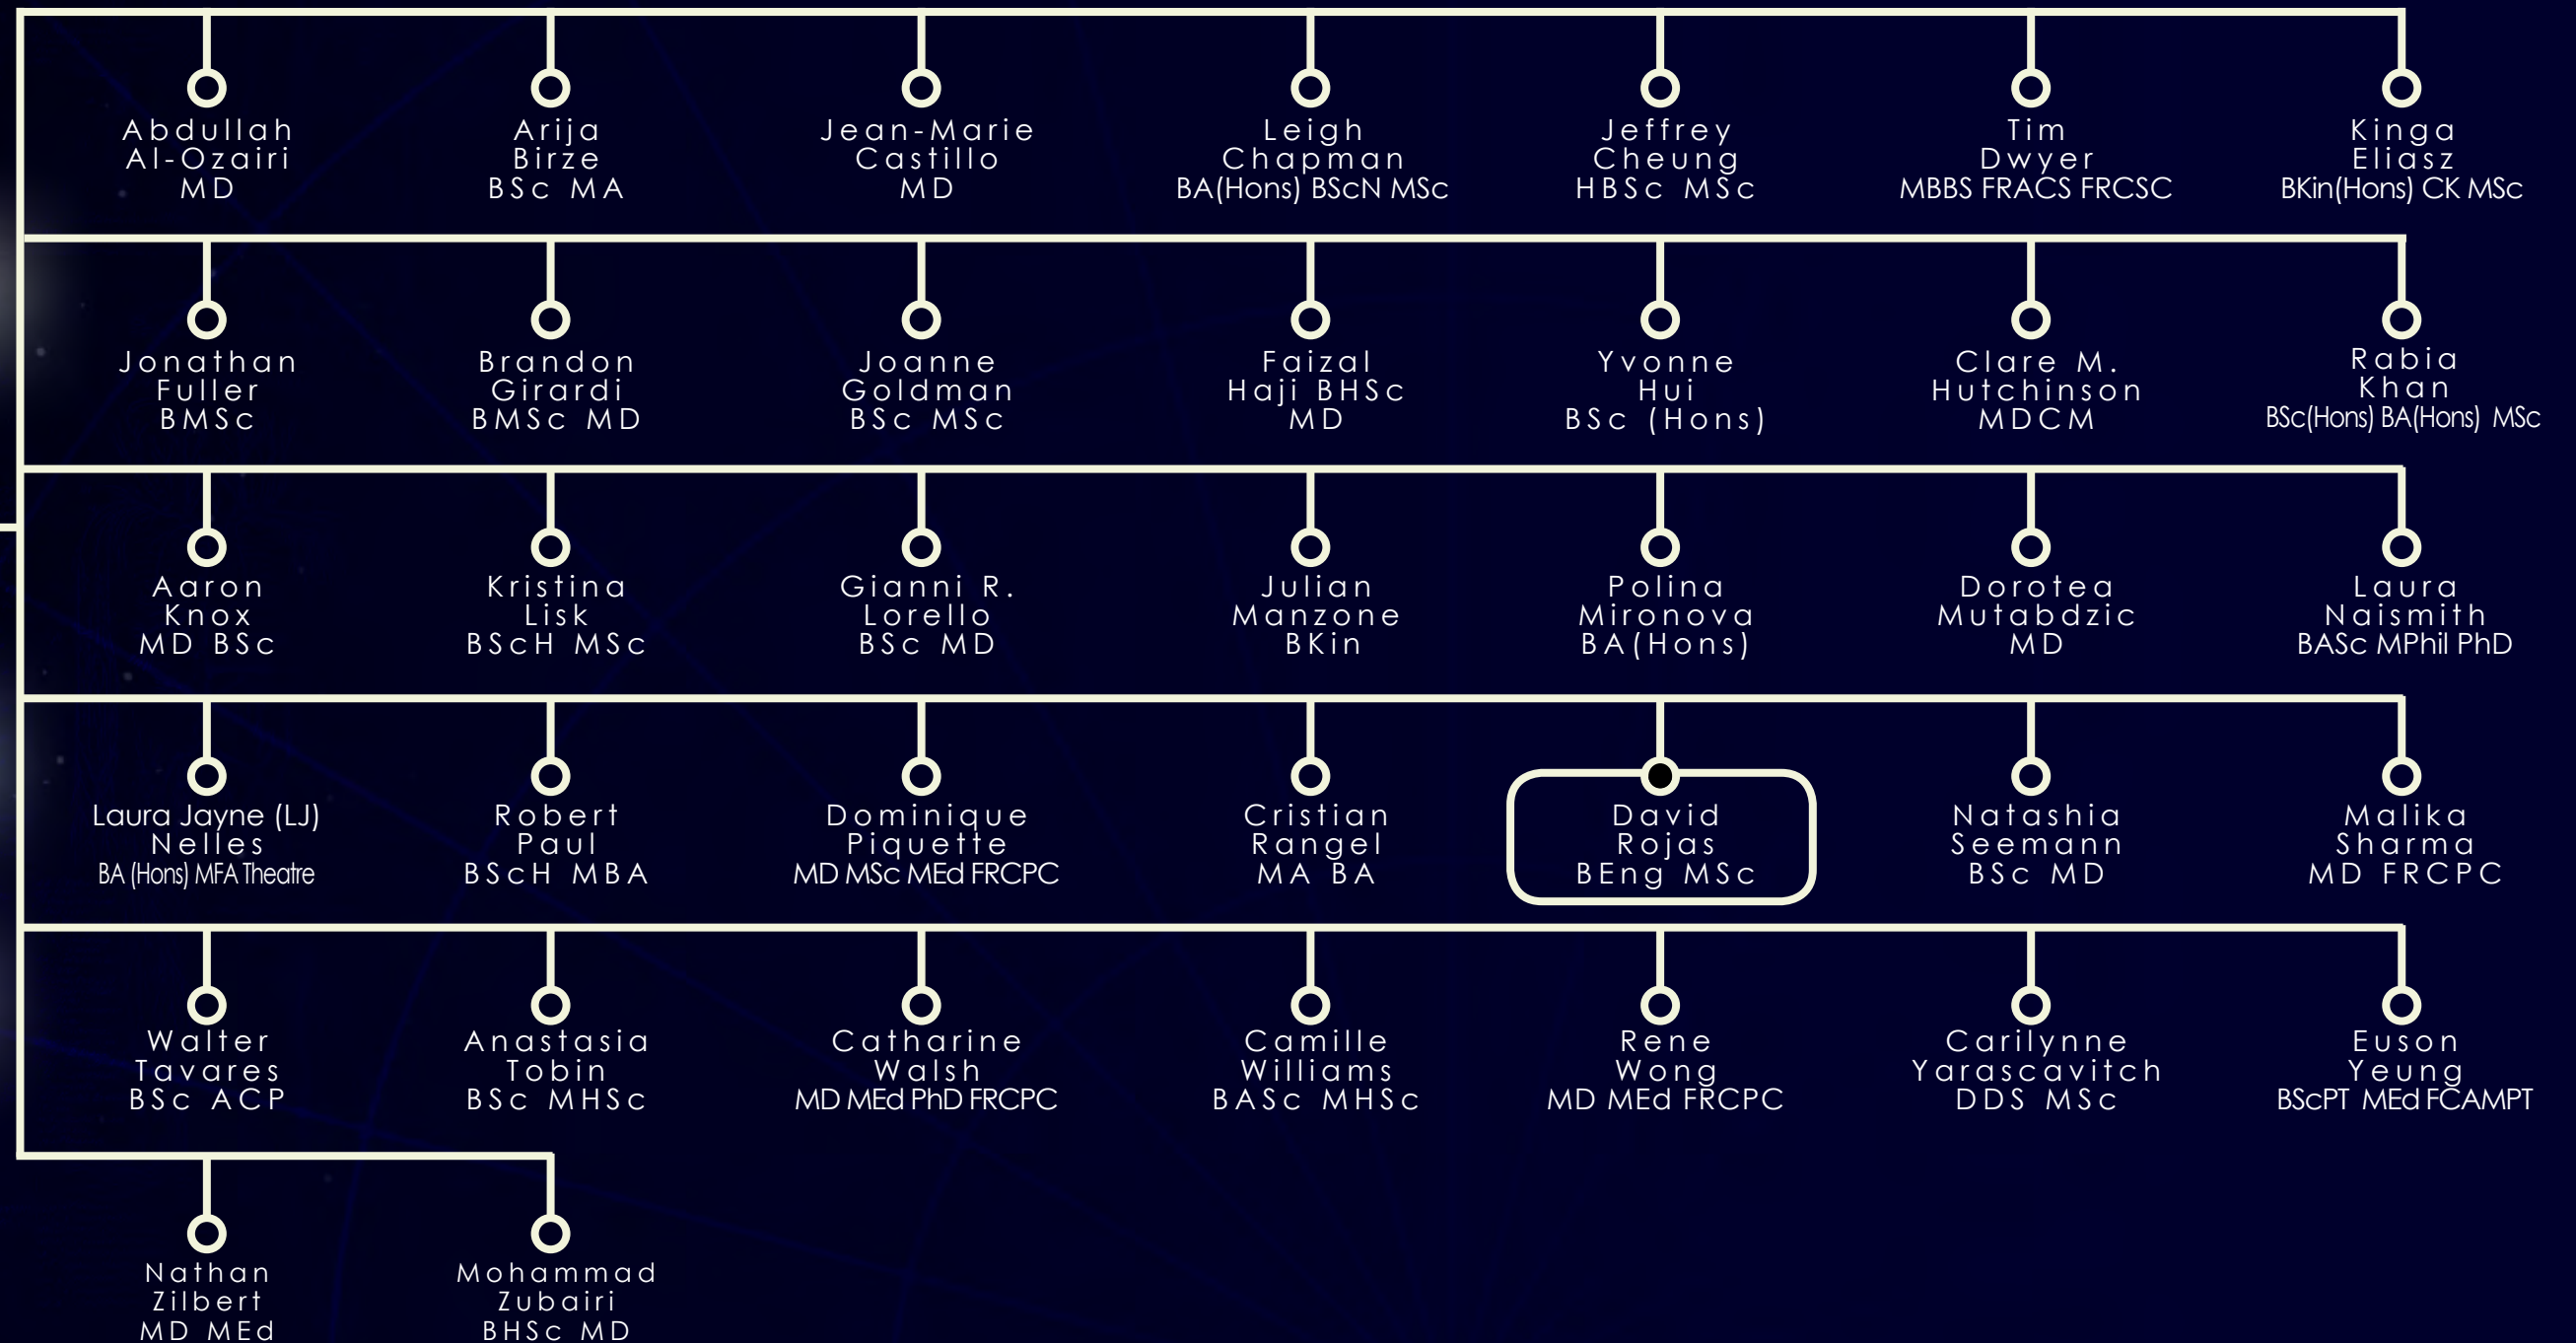 Abdullah
Al-Ozairi
MD
Arija
Birze
BSc MA
Jean-Marie
Castillo
MD
Leigh
Chapman
BA(Hons) BScN MSc
Jeffrey
Cheung
HBSc MSc
Tim
Dwyer
MBBS FRACS FRCSC
Kinga
Eliasz
BKin(Hons) CK MSc
Jonathan
Fuller
BMSc
Brandon
Girardi
BMSc MD
Joanne
Goldman
BSc MSc
Faizal
Haji BHSc
MD
Yvonne
Hui
BSc (Hons)
Clare M.
Hutchinson
MDCM
Rabia
Khan
BSc(Hons) BA(Hons) MSc
Aaron
Knox
MD BSc
Kristina
Lisk
BScH MSc
Gianni R.
Lorello
BSc MD
Julian
Manzone
BKin
Polina
Mironova
BA(Hons)
Dorotea
Mutabdzic
MD
Laura
Naismith
BASc MPhil PhD
Laura Jayne (LJ)
Nelles
BA (Hons) MFA Theatre
Robert
Paul
BScH MBA
Dominique
Piquette
MD MSc MEd FRCPC
Cristian
Rangel
MA BA
David
Rojas
BEng MSc
Natashia
Seemann
BSc MD
Malika
Sharma
MD FRCPC
Walter
Tavares
BSc ACP
Anastasia
Tobin
BSc MHSc
Catharine
Walsh
MD MEd PhD FRCPC
Camille
Williams
BASc MHSc
Rene
Wong
MD MEd FRCPC
Carilynne
Yarascavitch
DDS MSc
Euson
Yeung
BScPT MEd FCAMPT
Nathan
Zilbert
MD MEd
Mohammad
Zubairi
BHSc MD